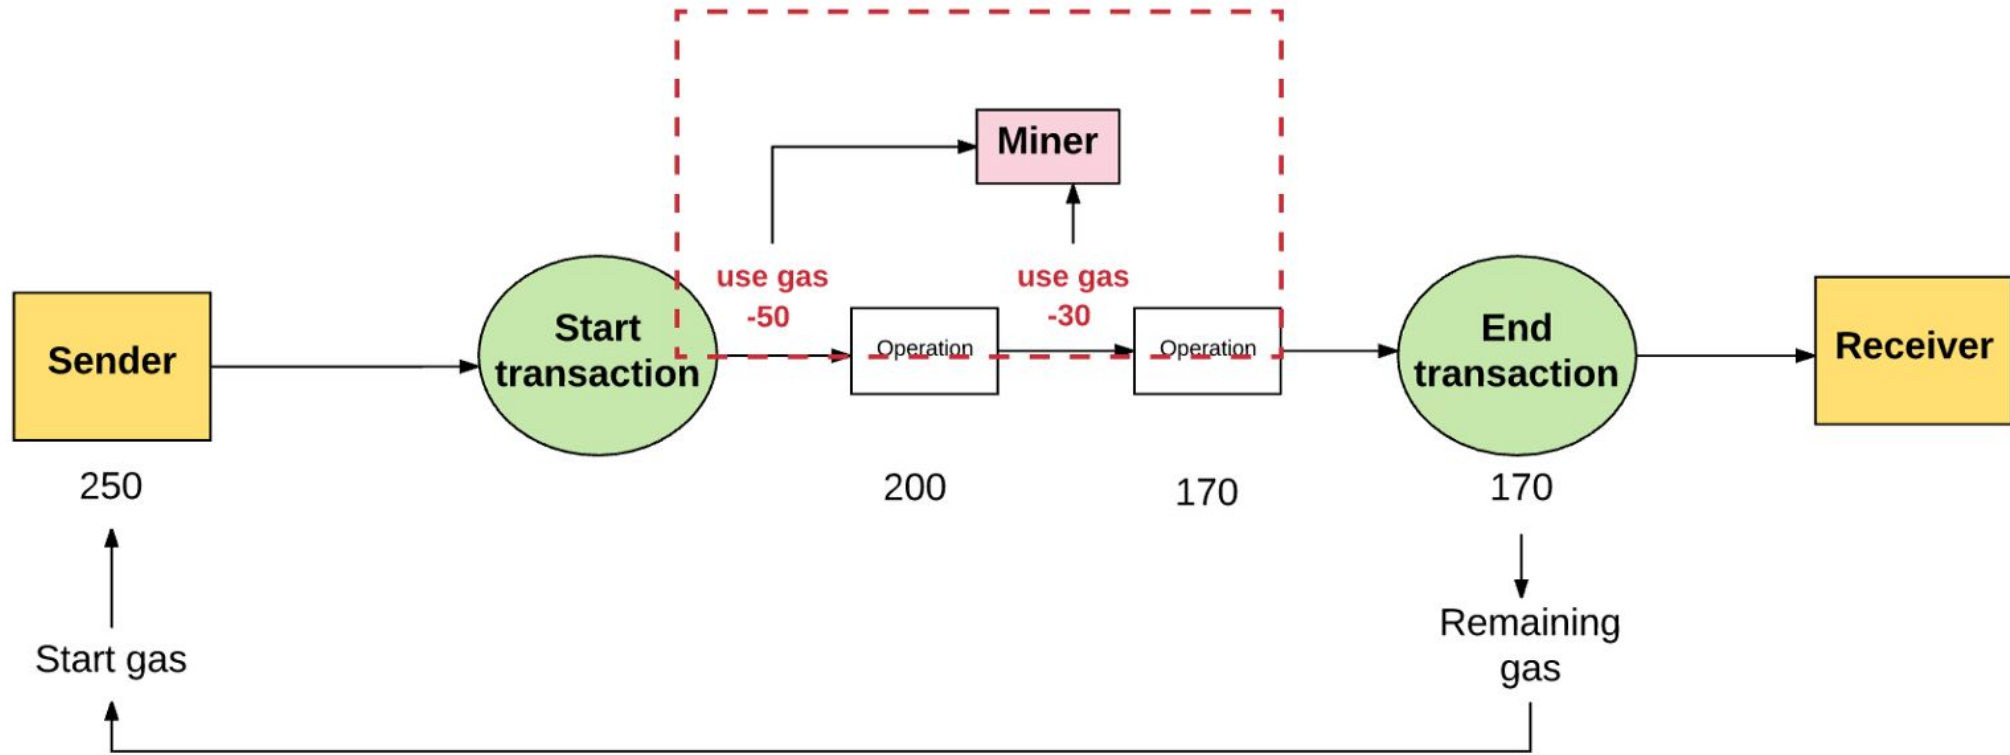 Miner
use gas
-50
use gas
-30
Sender
Start
transaction
Operation
Operation
End
transaction
Receiver
250
200
170
170
Start gas
Remaining
gas